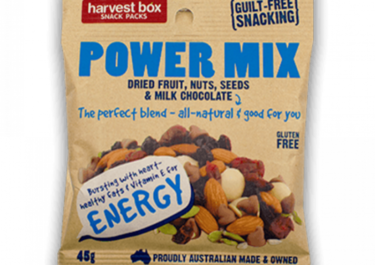 harvest box
SNACK PACKS
GUILT-FREE
SNACKING
POWER MIX
DRIED FRUIT, NUTS, SEEDS
& MILK CHOCOLATE
The perfect blend - all-natural & good for you
GLUTEN
FREE
Bursting with heart-
healthy fats & Vitamin E for
ENERGY
45g
PROUDLY AUSTRALIAN MADE & OWNED